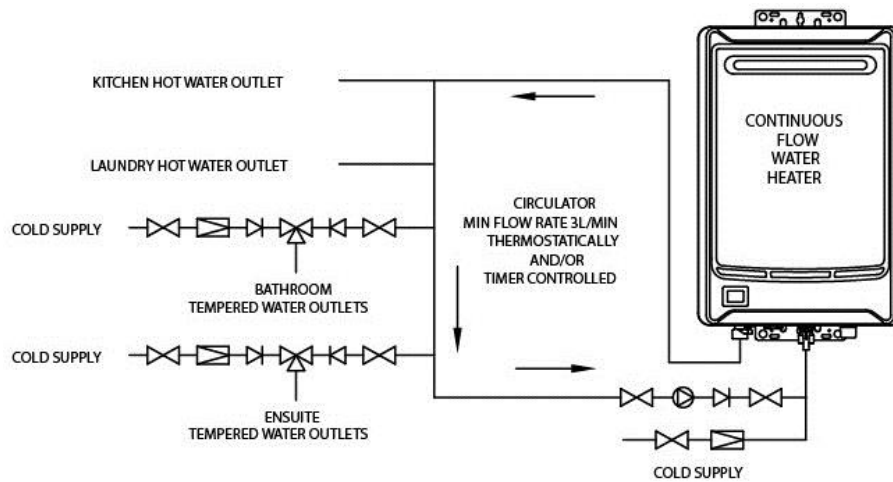 KITCHEN HOT WATER OUTLET
LAUNDRY HOT WATER OUTLET
COLD SUPPLY
BATHROOM
TEMPERED WATER OUTLETS
COLD SUPPLY
ENSUITE
TEMPERED WATER OUTLETS
CIRCULATOR
MIN FLOW RATE 3L/MIN
THERMOSTATICALLY
AND/OR
TIMER CONTROLLED
CONTINUOUS
FLOW
WATER
HEATER
COLD SUPPLY